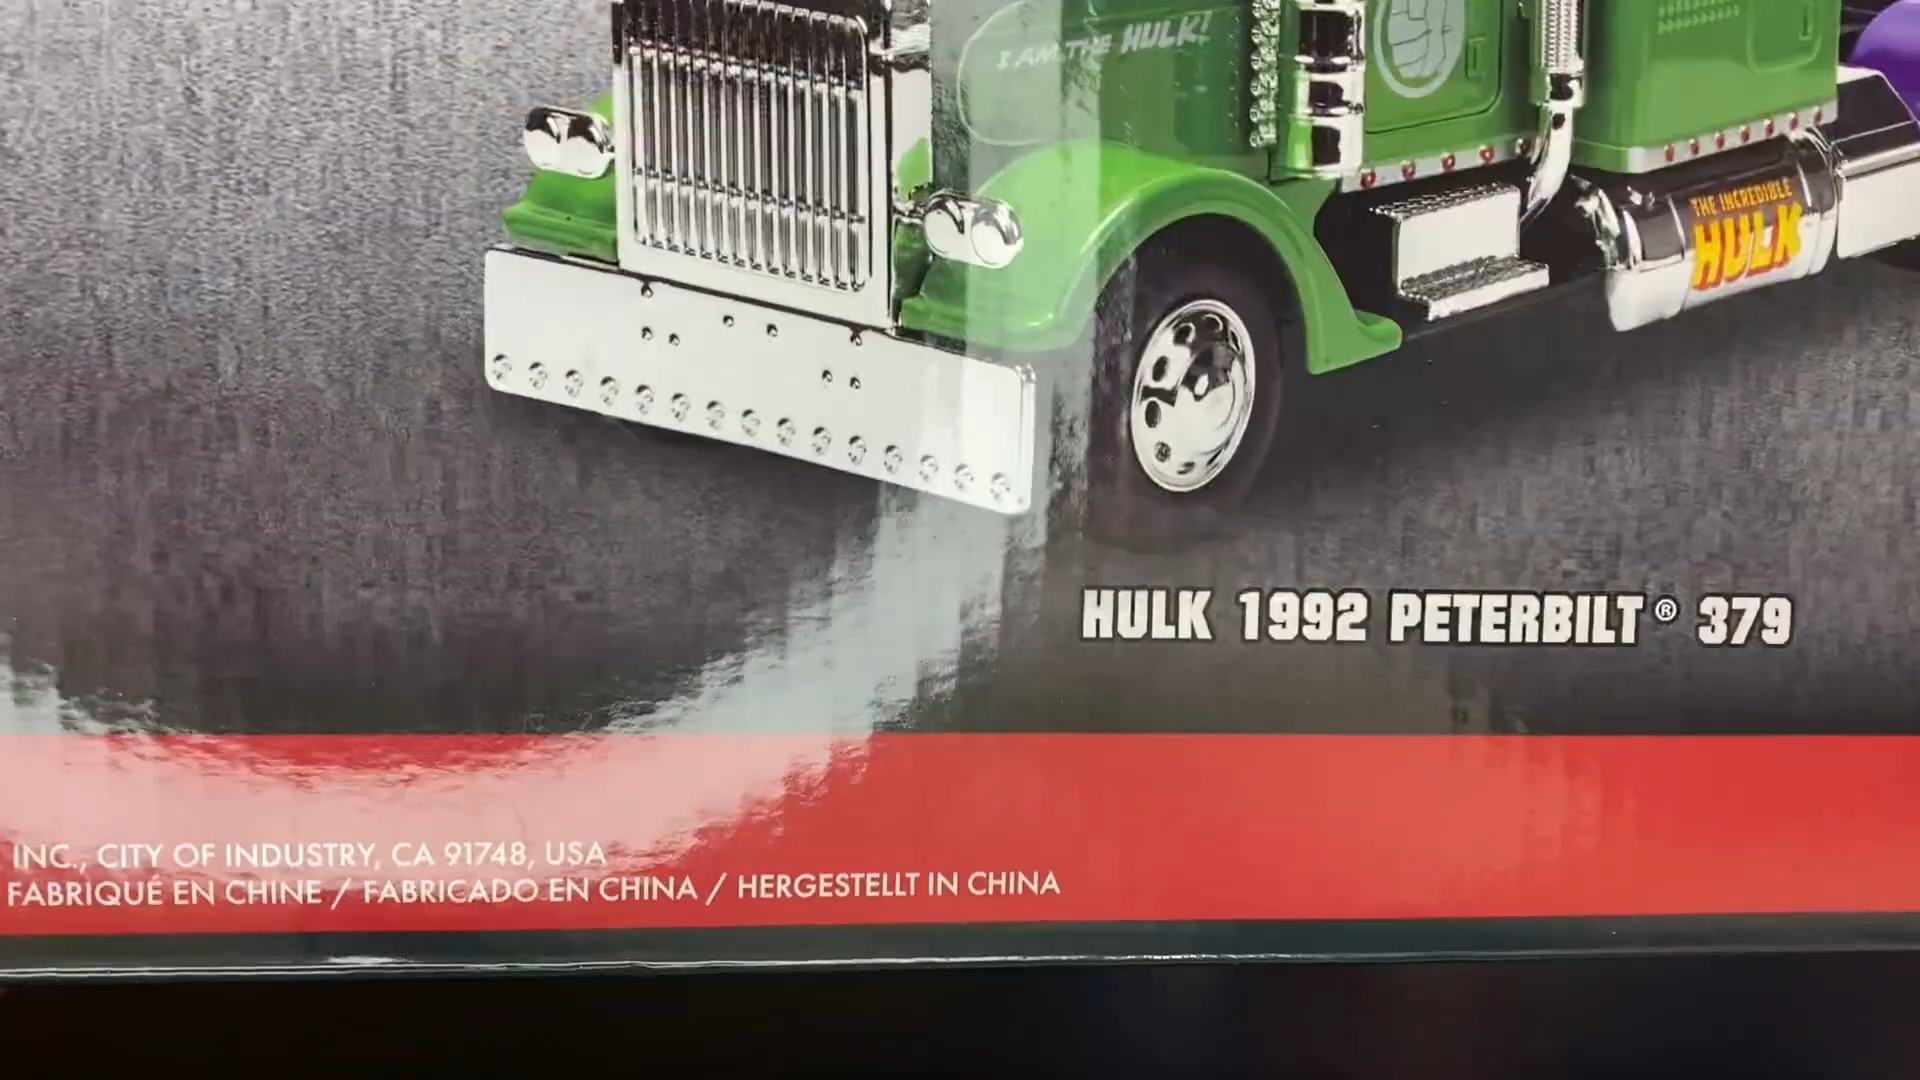 I AM THE HULK!
THE INCREDIBLE
HULK
HULK 1992 PETERBILT® 379
INC., CITY OF INDUSTRY, CA 91748, USA
FABRIQUÉ EN CHINE / FABRICADO EN CHINA / HERGESTELLT IN CHINA